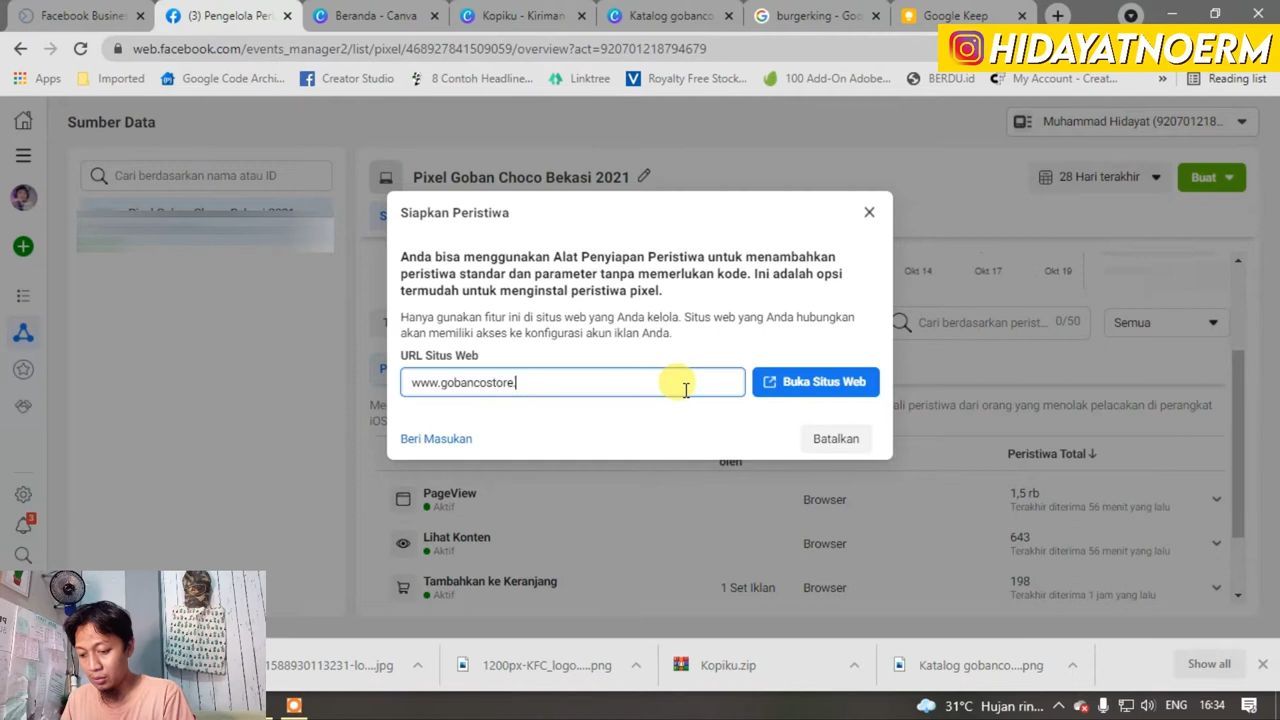 Facebook Busine:
(3) Pengelola Peri
Beranda - Canva
Kopiku - Kiriman
Katalog gobanco
burgerking - Goo
Google Keep
web.facebook.com/events_manager2/list/pixel/468927841509059/overview?act=920701218794679
HIDAYATNOERM
Apps
Imported
Google Code Archi...
Creator Studio
8 Contoh Headline...
Linktree
Royalty Free Stock...
100 Add-On Adobe...
BERDU.id
My Account - Creat...
»
Reading list
Sumber Data
Muhammad Hidayat (920701218...
Cari berdasarkan nama atau ID
Pixel Goban Choco Bekasi 2021
28 Hari terakhir
Buat
Siapkan Peristiwa
Anda bisa menggunakan Alat Penyiapan Peristiwa untuk menambahkan
peristiwa standar dan parameter tanpa memerlukan kode. Ini adalah opsi
termudah untuk menginstal peristiwa pixel.
Okt 14
Okt 17
Okt 19
Hanya gunakan fitur ini di situs web yang Anda kelola. Situs web yang Anda hubungkan
akan memiliki akses ke konfigurasi akun iklan Anda.
Cari berdasarkan perist...
0/50
Semua
URL Situs Web
www.gobancostore.
Buka Situs Web
ali peristiwa dari orang yang menolak pelacakan di perangkat
iOS
Beri Masukan
Batalkan
oleh
Peristiwa Total
PageView
Aktif
Browser
1,5 rb
Terakhir diterima 56 menit yang lalu
Lihat Konten
Aktif
Browser
643
Terakhir diterima 56 menit yang lalu
Tambahkan ke Keranjang
Aktif
1 Set Iklan
Browser
198
Terakhir diterima 1 jam yang lalu
3
1588930113231-lo....jpg
1200px-KFC_logo.....png
Kopiku.zip
Katalog gobanco....png
Show all
31°C
Hujan rin...
ENG
16:34